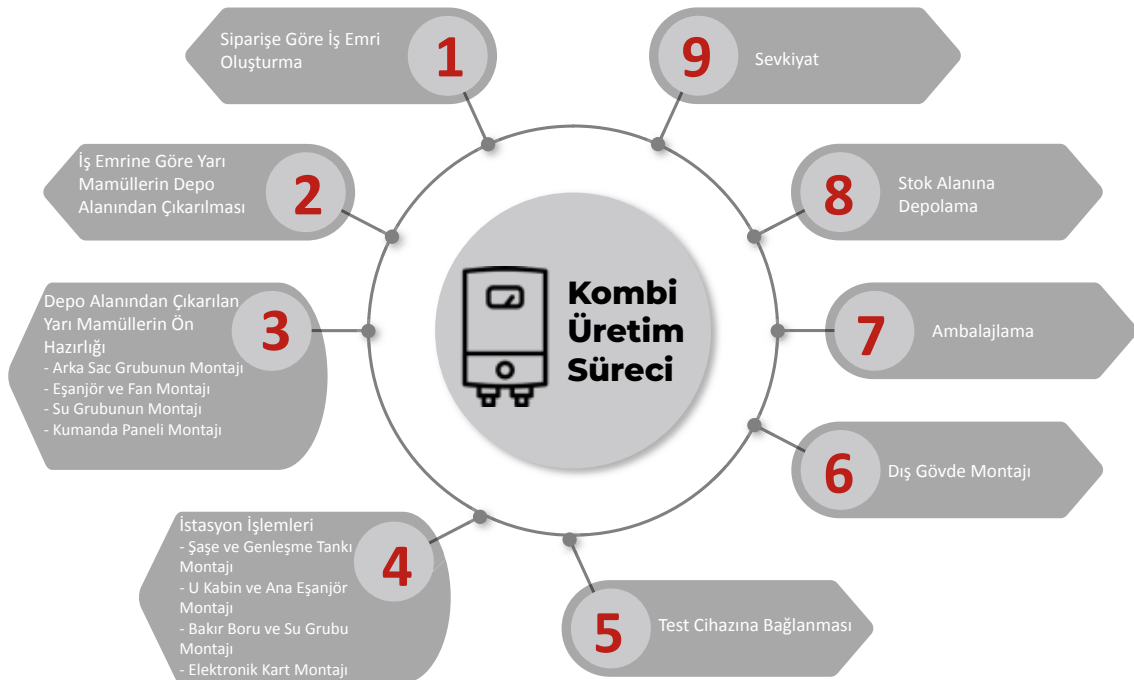 1
Siparişe Göre İş Emri
Oluşturma
2
İş Emrine Göre Yarı
Mamüllerin Depo
Alanından Çıkarılması
3
Depo Alanından Çıkarılan
Yarı Mamüllerin Ön
Hazırlığı
- Arka Sac Grubunun Montajı
- Eşanjör ve Fan Montajı
- Su Grubunun Montajı
- Kumanda Paneli Montajı
4
İstasyon İşlemleri
- Şaşe ve Genleşme Tankı
Montajı
- U Kabin ve Ana Eşanjör
Montajı
- Bakır Boru ve Su Grubu
Montajı
- Elektronik Kart Montajı
5
Test Cihazına Bağlanması
6
Dış Gövde Montajı
7
Ambalajlama
8
Stok Alanına
Depolama
9
Sevkiyat
Kombi
Üretim
Süreci